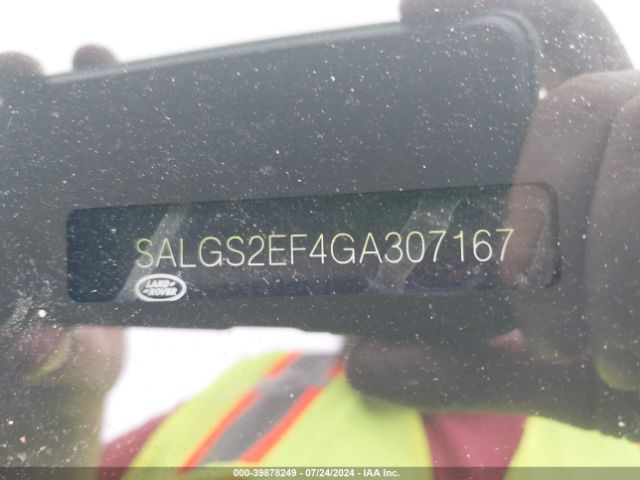 SALGS2EF4GA307167
LAND
ROVER
000-39878249 | 07/24/2024 | IAA Inc.